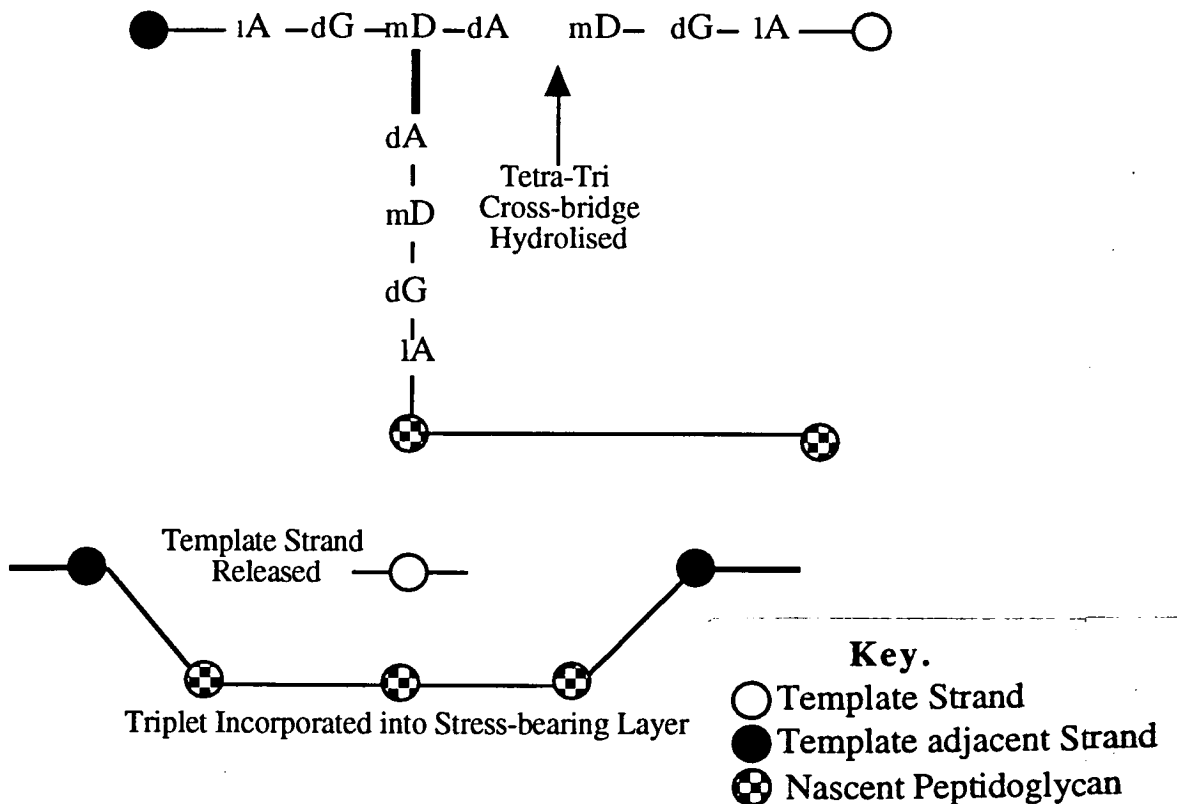 lA – dG – mD – dA mD – dG – lA
dA
mD
dG
lA
Tetra-Tri
Cross-bridge
Hydrolised
Template Strand
Released
Triplet Incorporated into Stress-bearing Layer
Key.
Template Strand
Template adjacent Strand
Nascent Peptidoglycan